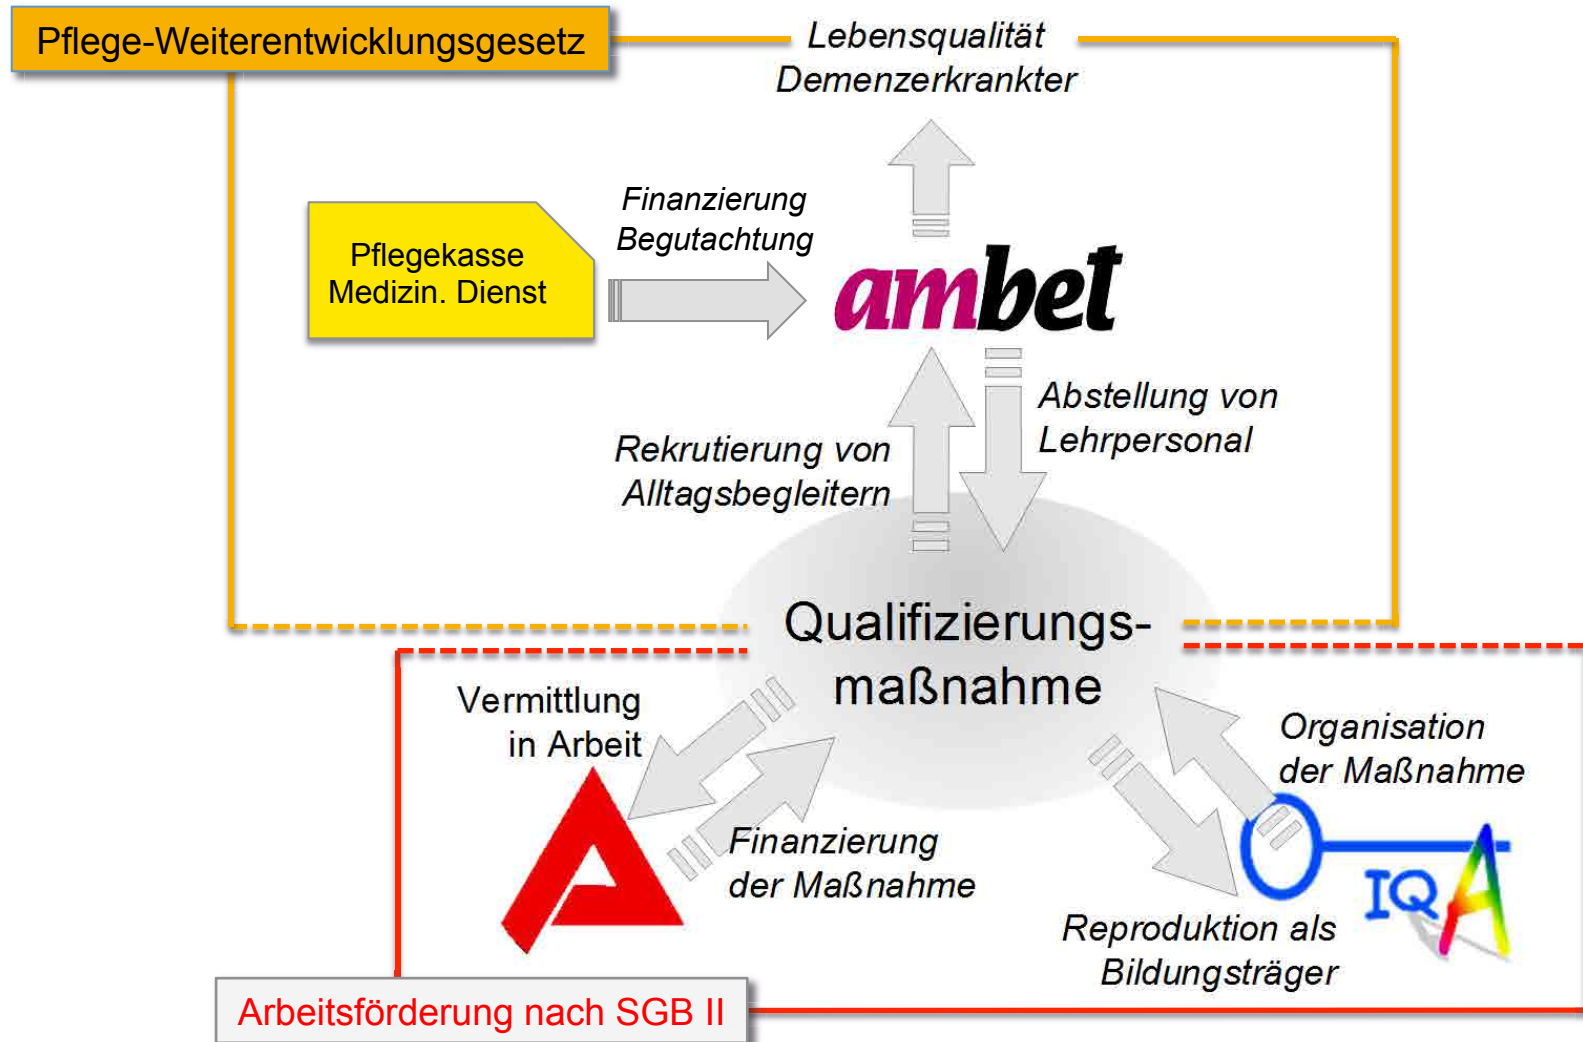 Pflege-Weiterentwicklungsgesetz
Lebensqualität
Demenzerkrankter
Finanzierung
Begutachtung
Pflegekasse
Medizin. Dienst
ambet
Abstellung von
Lehrpersonal
Rekrutierung von
Alltagsbegleitern
Qualifizierungs-
maßnahme
Vermittlung
in Arbeit
Organisation
der Maßnahme
Finanzierung
der Maßnahme
IQA
Reproduktion als
Bildungsträger
Arbeitsförderung nach SGB II